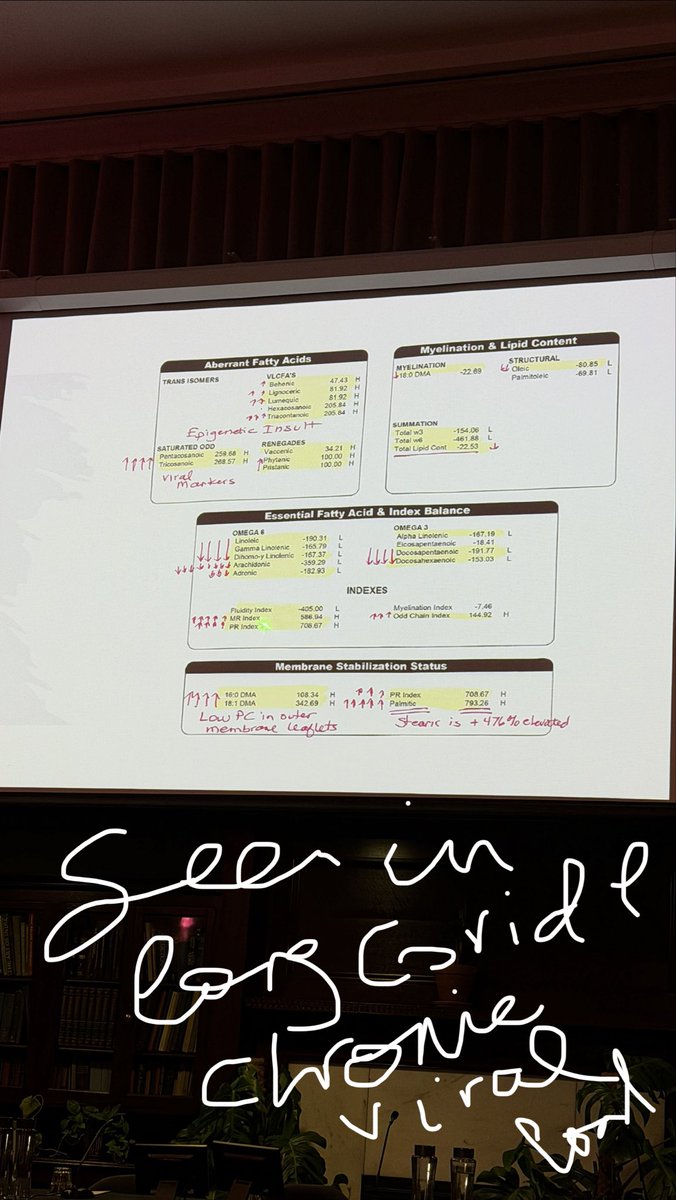 Aberrant Fatty Acids
TRANS ISOMERS
VLCFA'S
↑ Behenic 47.43 H
↑ ↑ Lignoceric 81.92 H
↑↑ Lumequic 81.92 H
Hexacosanoic 205.84 H
↑↑↑ Triacontanoic 205.84 H
Epigenetic Insult
SATURATED ODD
↑↑↑↑ Pentacosanoic 259.68 H
Tricosanoic 268.57 H
Viral
Markers
RENEGADES
Vaccenic 34.21 H
↑ Phytanic 100.00 H
Pristanic 100.00 H
Myelination & Lipid Content
MYELINATION
↓ 18:0 DMA -22.69
STRUCTURAL
↓ Oleic -80.65 L
Palmitoleic -69.81 L
SUMMATION
Total w3 -154.06 L
Total w6 -461.88 L
Total Lipid Cont -22.53 ↓
Essential Fatty Acid & Index Balance
OMEGA 6
Linoleic -190.31 L
Gamma Linolenic -165.79 L
Dihomo-y Linolenic -167.37 L
Arachidonic -359.29 L
Adrenic -182.93 L
OMEGA 3
Alpha Linolenic -167.19 L
Eicosapentaenoic -18.41
Docosapentaenoic -191.77 L
↓↓↓↓ Docosahexaenoic -153.03 L
INDEXES
Fluidity Index -405.00 L
↑↑↑↑↑ MR Index 586.94 H
↑↑↑↑↑ PR Index 708.67 H
Myelination Index -7.46
↑↑↑ Odd Chain Index 144.92 H
Membrane Stabilization Status
↑↑↑↑ 16:0 DMA 108.34 H
18:1 DMA 342.69 H
Low PC in outer
membrane leaflets
↑↑↑ PR Index 708.67 H
↑↑↑↑↑ Palmitic 793.26 H
Stearic is +476% elevated
Seen in
long Covid &
chronic
viral